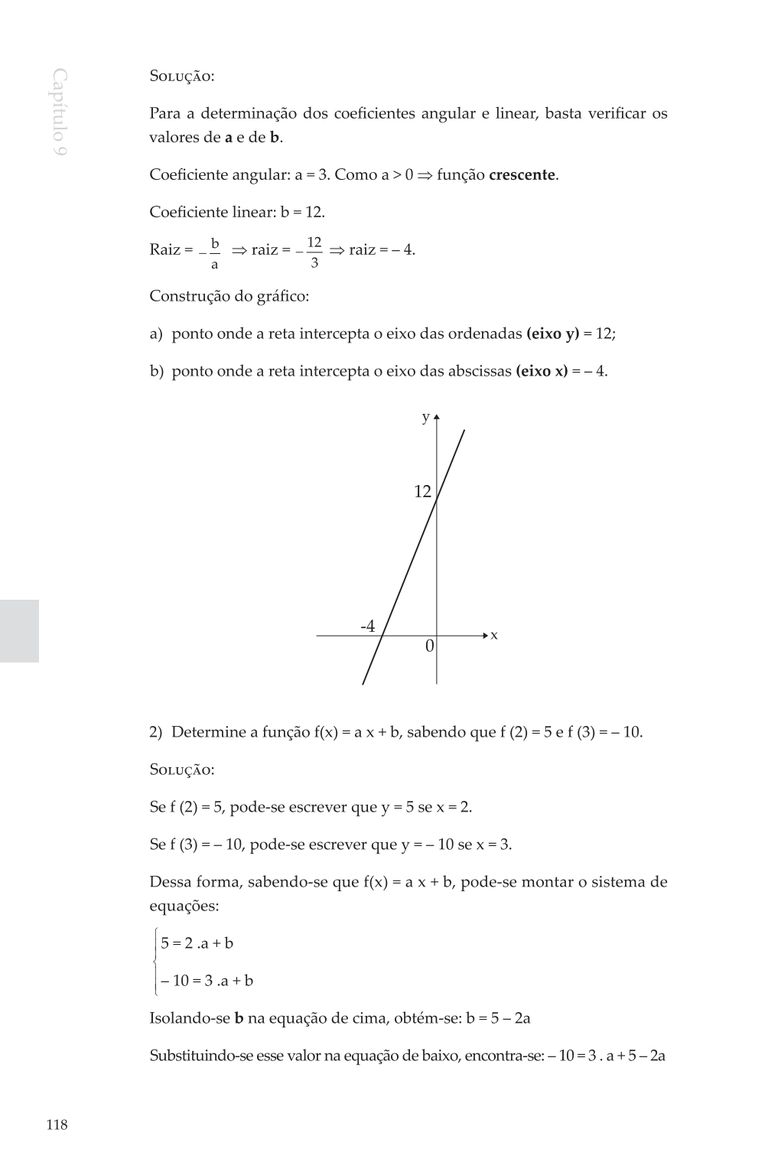 Capítulo 9
Solução:
Para a determinação dos coeficientes angular e linear, basta verificar os
valores de a e de b.
Coeficiente angular: a = 3. Como a > 0 ⇒ função crescente.
Coeficiente linear: b = 12.
Raiz = – b/a ⇒ raiz = – 12/3 ⇒ raiz = – 4.
Construção do gráfico:
a) ponto onde a reta intercepta o eixo das ordenadas (eixo y) = 12;
b) ponto onde a reta intercepta o eixo das abscissas (eixo x) = – 4.
y
12
-4
x
0
2) Determine a função f(x) = a x + b, sabendo que f (2) = 5 e f (3) = – 10.
Solução:
Se f (2) = 5, pode-se escrever que y = 5 se x = 2.
Se f (3) = – 10, pode-se escrever que y = – 10 se x = 3.
Dessa forma, sabendo-se que f(x) = a x + b, pode-se montar o sistema de
equações:
5 = 2 .a + b
– 10 = 3 .a + b
Isolando-se b na equação de cima, obtém-se: b = 5 – 2a
Substituindo-se esse valor na equação de baixo, encontra-se: – 10 = 3 . a + 5 – 2a
118